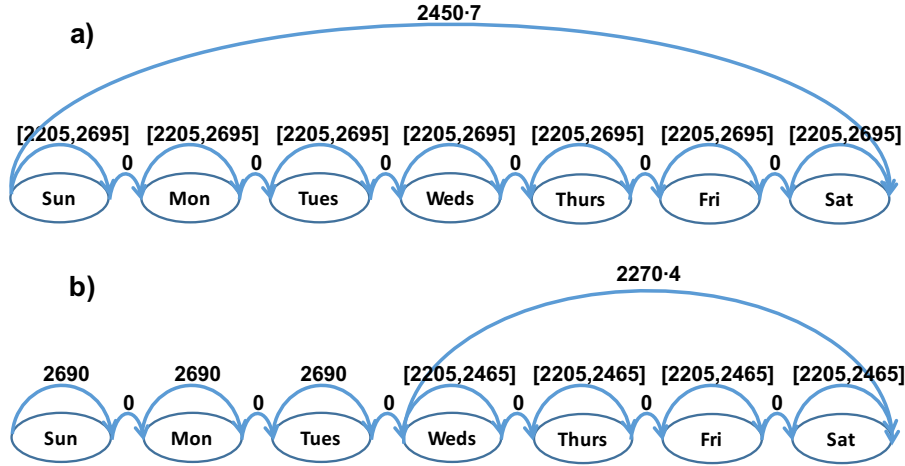 2450·7
a)
[2205,2695] [2205,2695] [2205,2695] [2205,2695] [2205,2695] [2205,2695] [2205,2695]
0 0 0 0 0 0
Sun Mon Tues Weds Thurs Fri Sat
2270·4
b)
2690 2690 2690 [2205,2465] [2205,2465] [2205,2465] [2205,2465]
0 0 0 0 0 0
Sun Mon Tues Weds Thurs Fri Sat